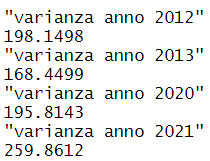 "varianza anno 2012"
198.1498
"varianza anno 2013"
168.4499
"varianza anno 2020"
195.8143
"varianza anno 2021"
259.8612